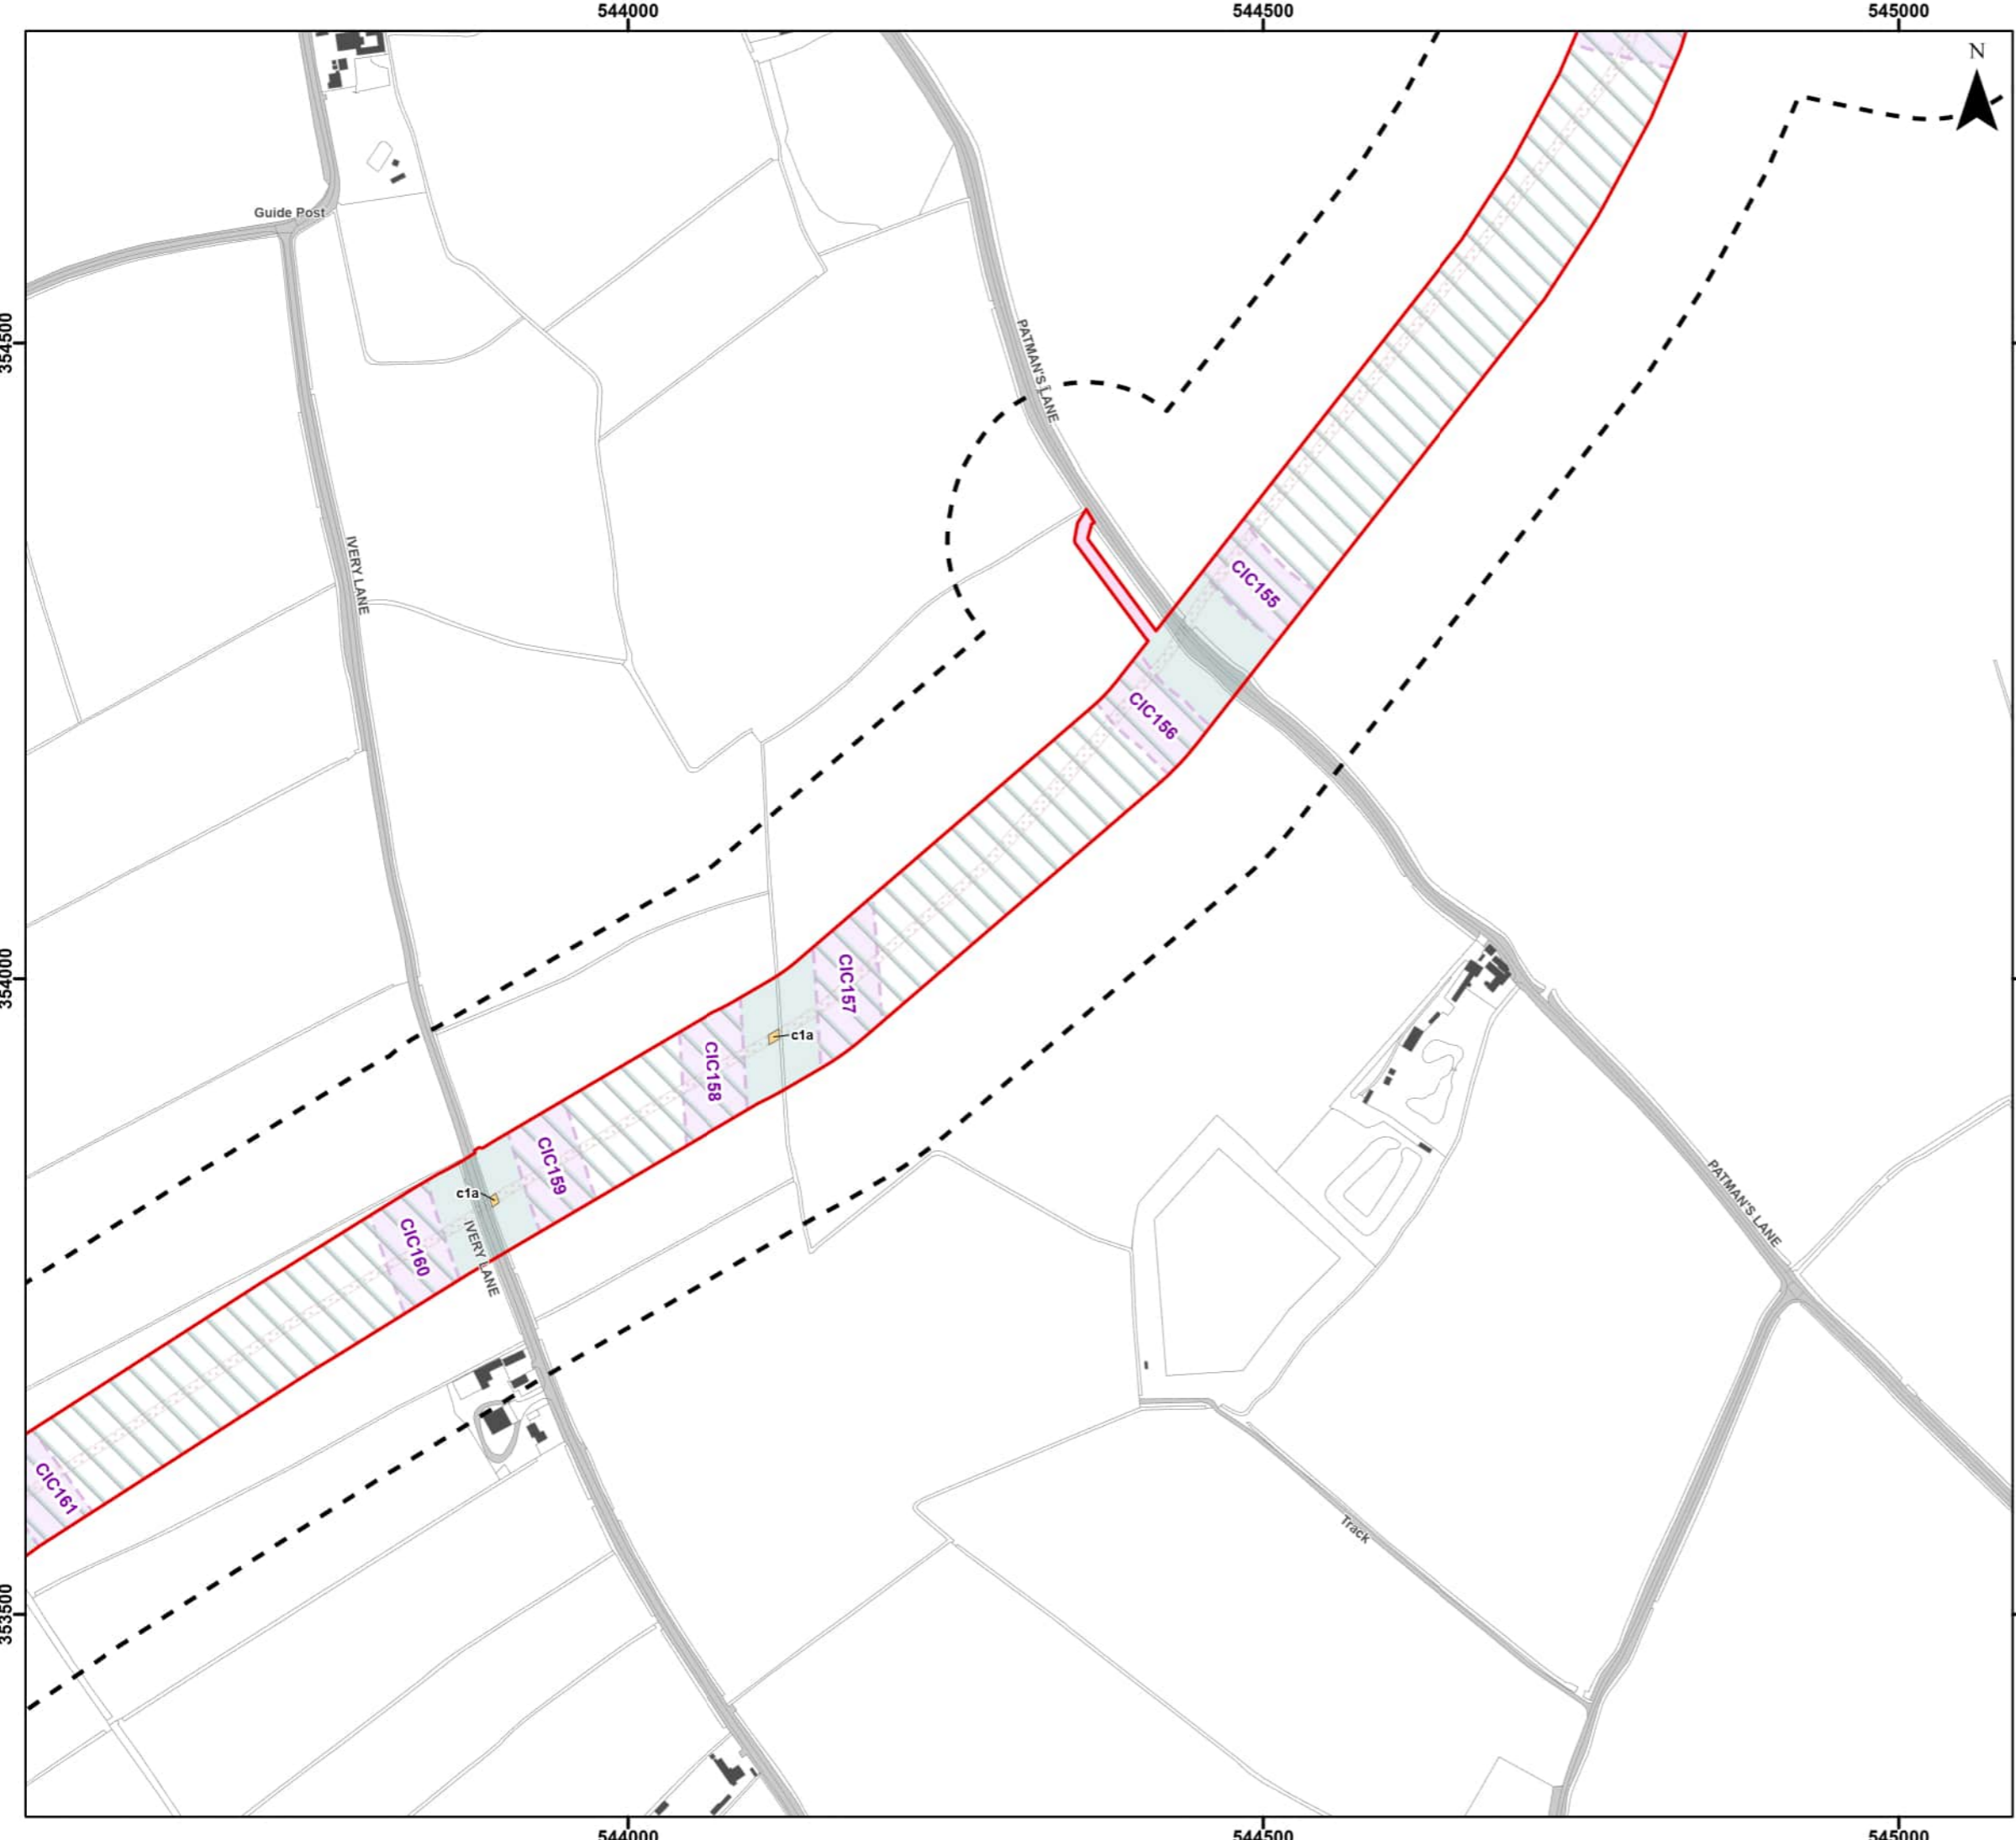 544000
544500
545000
N
Guide Post
354500
PATMAN'S LANE
IVERY LANE
CIC155
CIC156
354000
CIC157
c1a
CIC158
CIC159
c1a
CIC160
IVERY LANE
PATMAN'S LANE
CIC161
Track
353500
544000
544500
545000